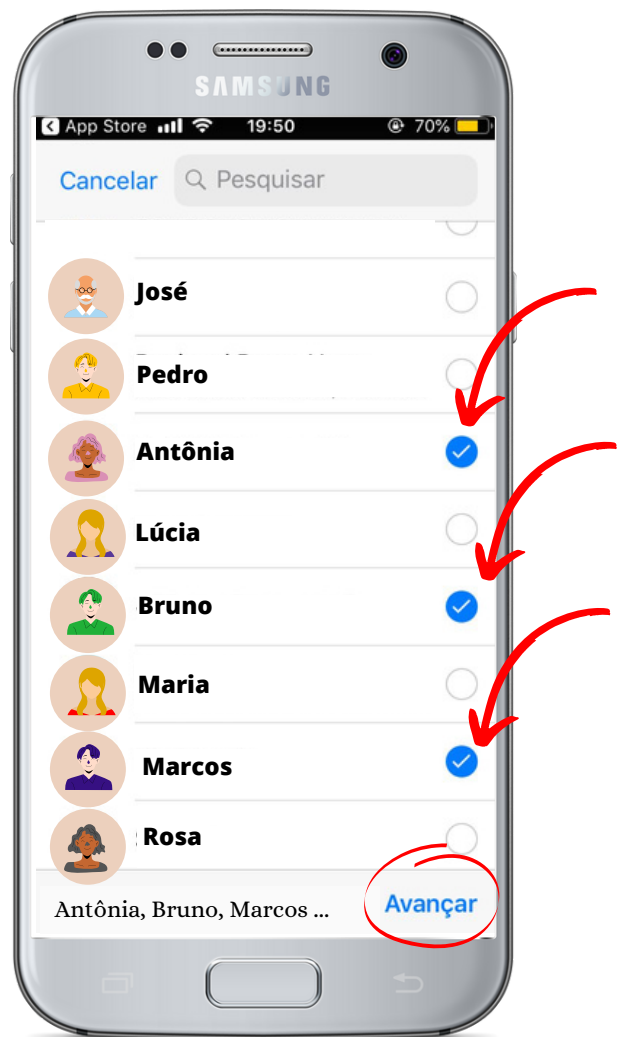 SAMSUNG
App Store 19:50 70%
Cancelar Pesquisar
José
Pedro
Antônia
Lúcia
Bruno
Maria
Marcos
Rosa
Antônia, Bruno, Marcos ... Avançar